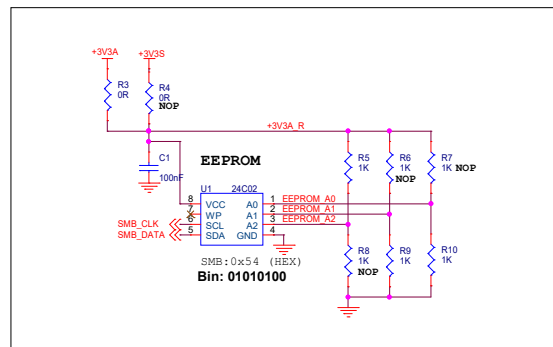 +3V3A
+3V3S
R3
0R
R4
0R
NOP
+3V3A_R
C1
100nF
EEPROM
R5
1K
R6
1K
NOP
R7
1K
NOP
U1
24C02
8
VCC
A0
1
EEPROM_A0
7
WP
A1
2
EEPROM_A1
SMB_CLK
6
SCL
A2
3
EEPROM_A2
SMB_DATA
5
SDA
GND
4
R8
1K
NOP
R9
1K
R10
1K
SMB:0x54 (HEX)
Bin: 01010100